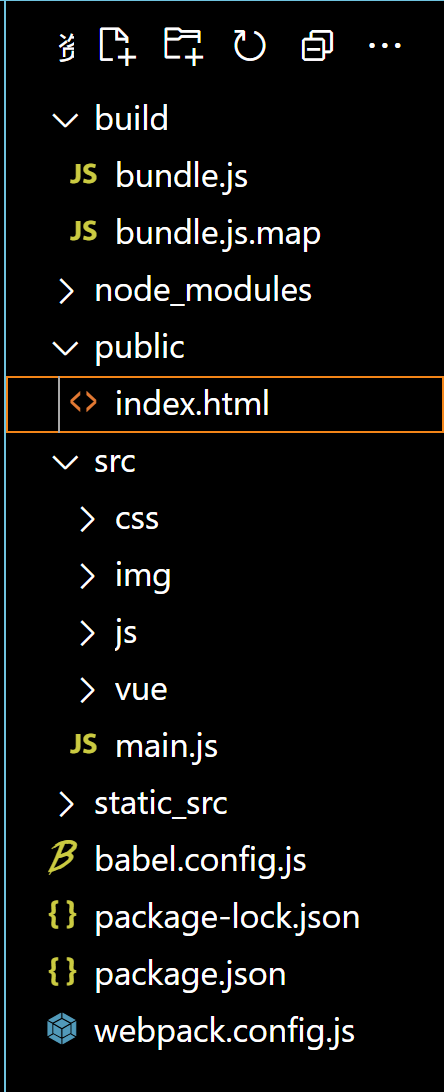 build
JS bundle.js
JS bundle.js.map
node_modules
public
<> index.html
src
css
img
js
vue
JS main.js
static_src
B babel.config.js
{} package-lock.json
{} package.json
webpack.config.js